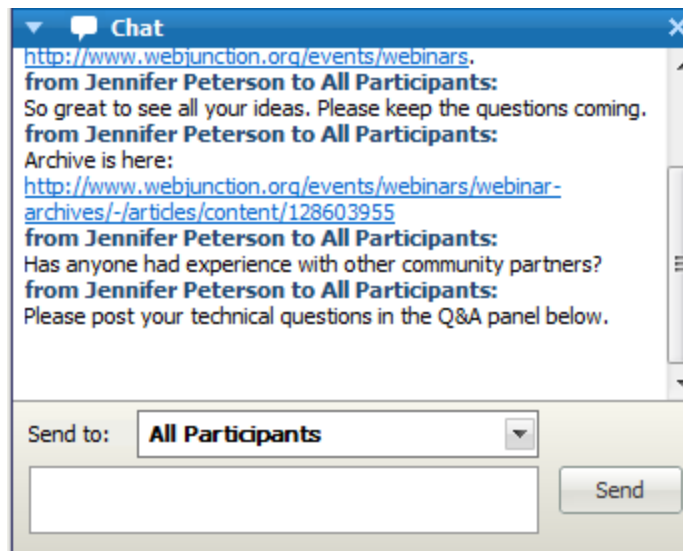 Chat
http://www.webjunction.org/events/webinars.
from Jennifer Peterson to All Participants:
So great to see all your ideas. Please keep the questions coming.
from Jennifer Peterson to All Participants:
Archive is here:
http://www.webjunction.org/events/webinars/webinar-
archives/-/articles/content/128603955
from Jennifer Peterson to All Participants:
Has anyone had experience with other community partners?
from Jennifer Peterson to All Participants:
Please post your technical questions in the Q&A panel below.
Send to: All Participants
Send